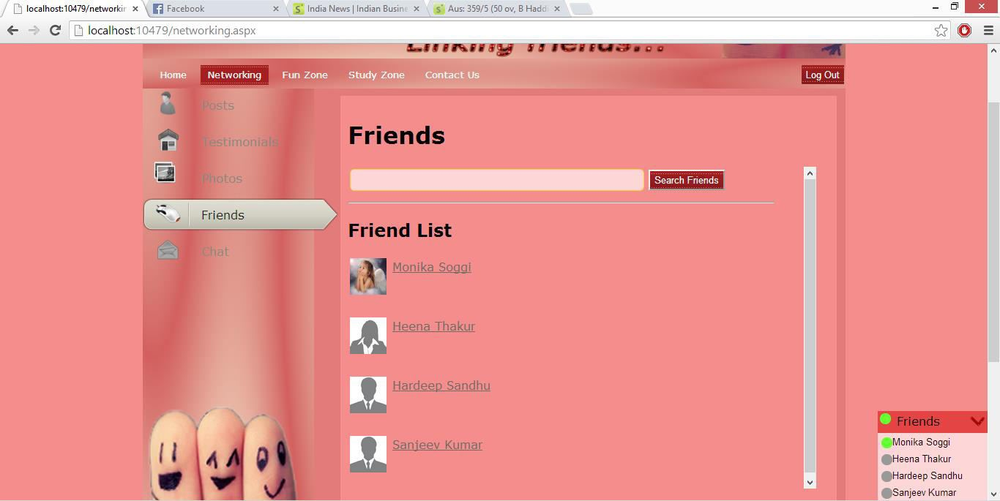 localhost:10479/networkin
Facebook
India News | Indian Busine
Aus: 359/5 (50 ov, B Haddi
localhost:10479/networking.aspx
Linking friends...
Home Networking Fun Zone Study Zone Contact Us Log Out
Posts
Testimonials
Photos
Friends
Chat
Friends
Search Friends
Friend List
Monika Soggi
Heena Thakur
Hardeep Sandhu
Sanjeev Kumar
Friends
Monika Soggi
Heena Thakur
Hardeep Sandhu
Sanjeev Kumar